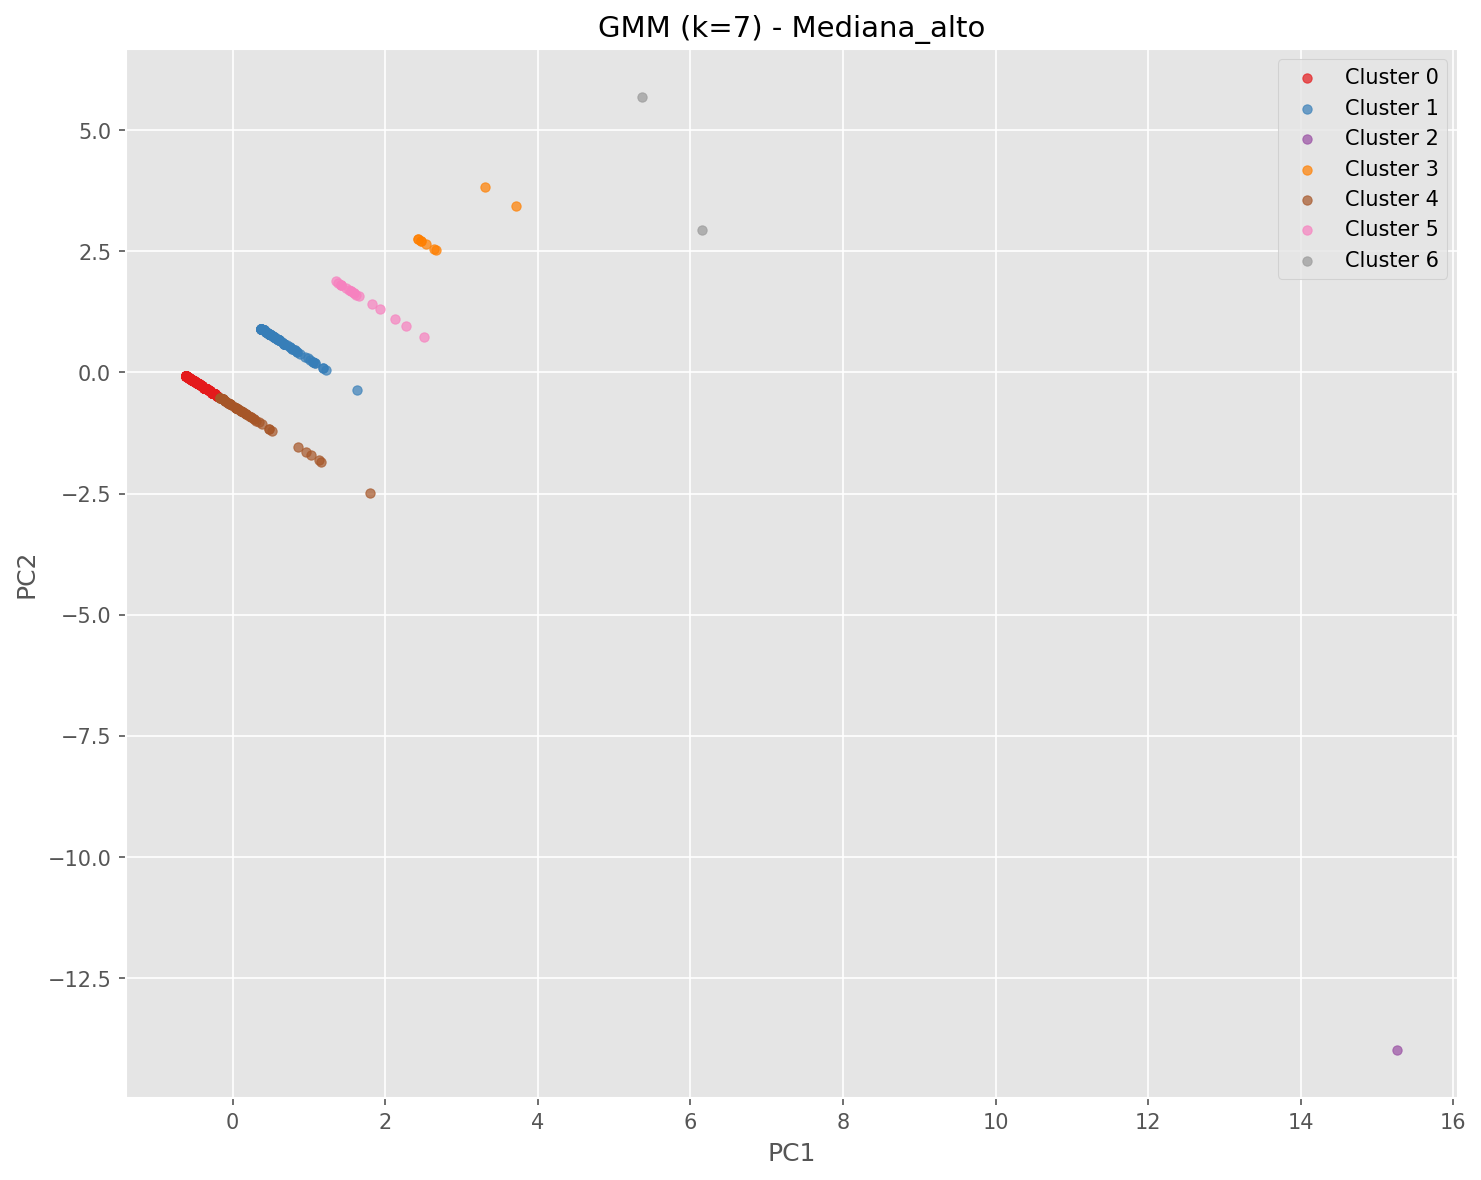 GMM (k=7) - Mediana_alto
Cluster 0
Cluster 1
Cluster 2
Cluster 3
Cluster 4
Cluster 5
Cluster 6
5.0
2.5
0.0
−2.5
−5.0
−7.5
−10.0
−12.5
PC2
0 2 4 6 8 10 12 14 16
PC1